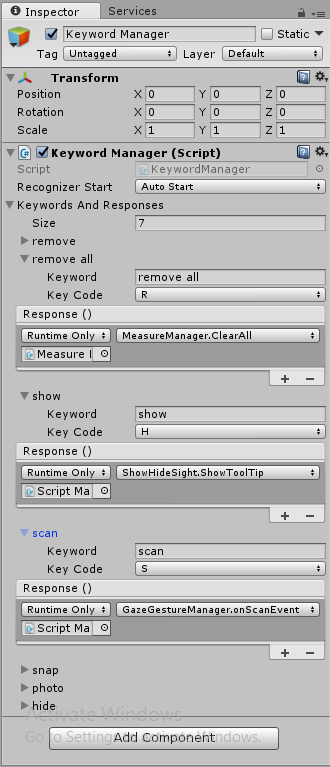 Inspector Services
Keyword Manager Static
Tag Untagged Layer Default
Transform
Position X 0 Y 0 Z 0
Rotation X 0 Y 0 Z 0
Scale X 1 Y 1 Z 1
Keyword Manager (Script)
Script KeywordManager
Recognizer Start Auto Start
Keywords And Responses
Size 7
remove
remove all
Keyword remove all
Key Code R
Response ()
Runtime Only MeasureManager.ClearAll
Measure
+ −
show
Keyword show
Key Code H
Response ()
Runtime Only ShowHideSight.ShowToolTip
Script Ma
+ −
scan
Keyword scan
Key Code S
Response ()
Runtime Only GazeGestureManager.onScanEvent
Script Ma
+ −
snap
photo
hide
Activate Windows
Go to Settings to activate Windows.
Add Component